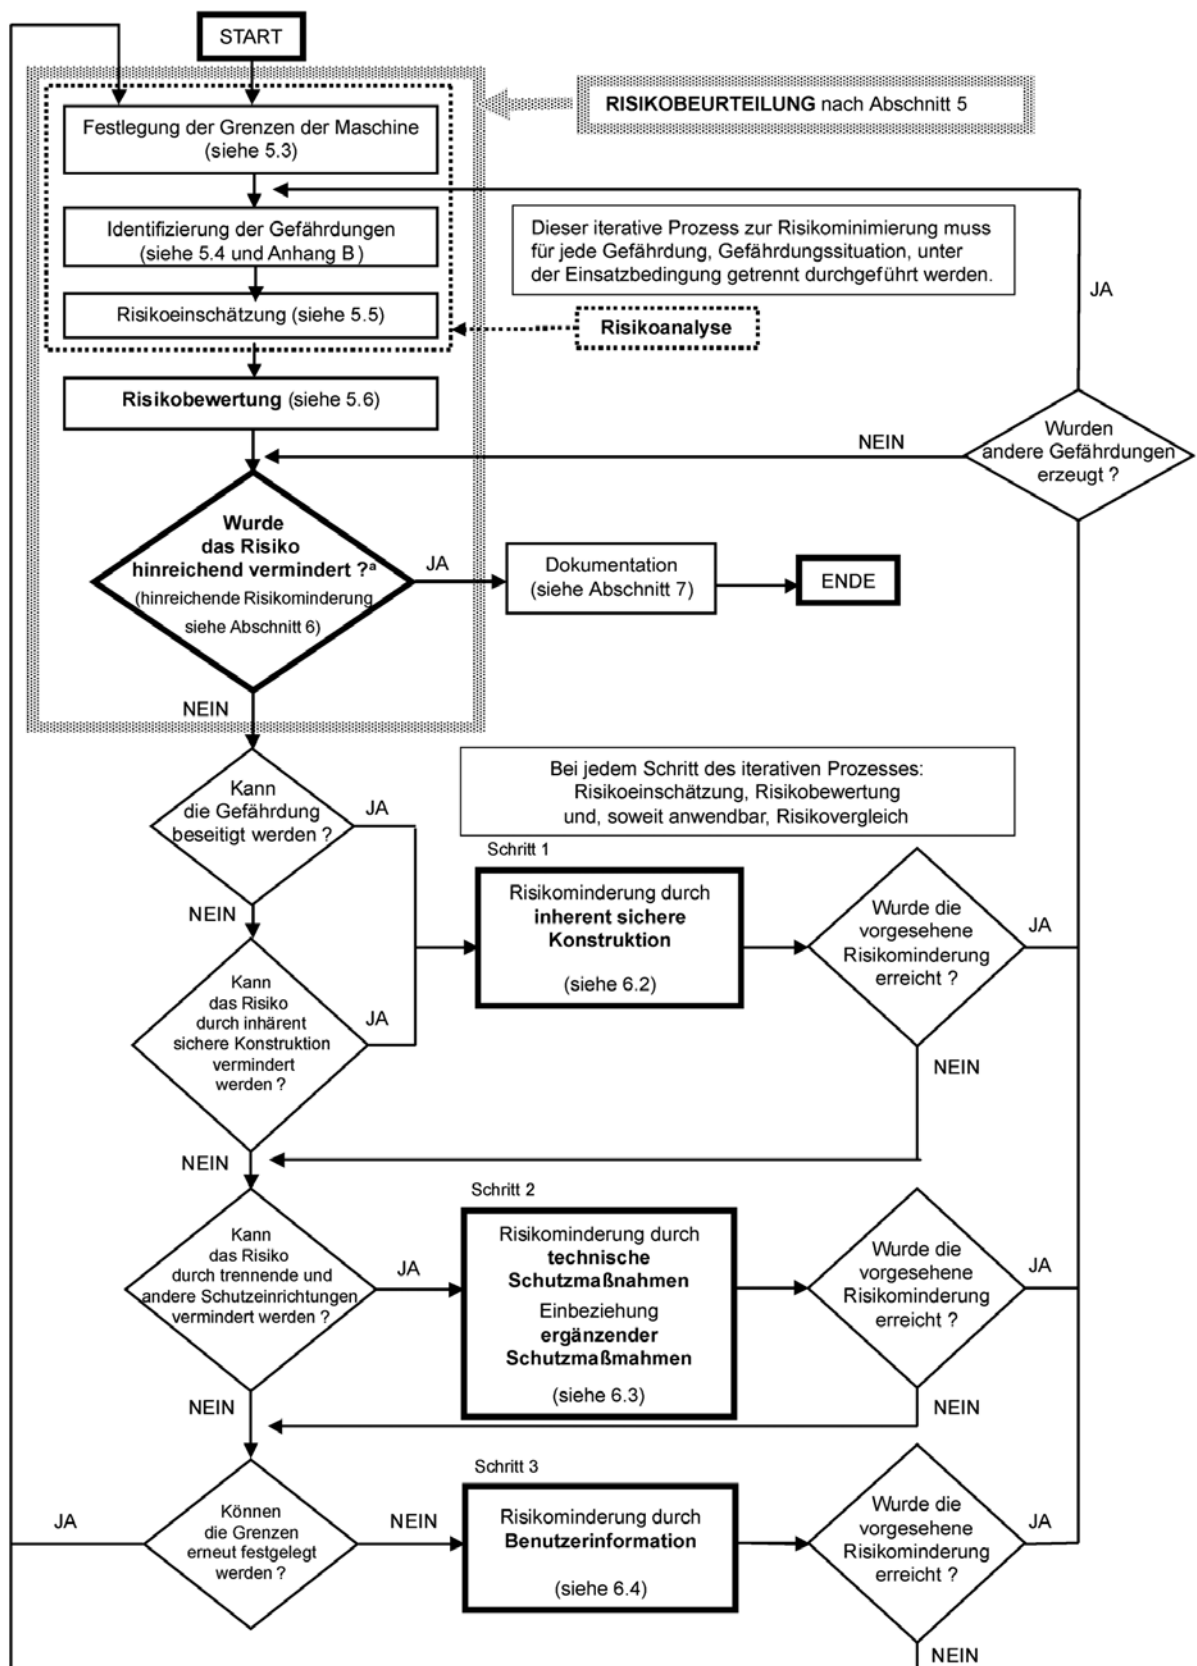 START
RISIKOBEURTEILUNG nach Abschnitt 5
Festlegung der Grenzen der Maschine
(siehe 5.3)
Identifizierung der Gefährdungen
(siehe 5.4 und Anhang B)
Dieser iterative Prozess zur Risikominimierung muss
für jede Gefährdung, Gefährdungssituation, unter
der Einsatzbedingung getrennt durchgeführt werden.
JA
Risikoeinschätzung (siehe 5.5)
Risikoanalyse
Risikobewertung (siehe 5.6)
NEIN
Wurden
andere Gefährdungen
erzeugt ?
Wurde
das Risiko
hinreichend vermindert ?ᵃ
(hinreichende Risikominderung
siehe Abschnitt 6)
JA
Dokumentation
(siehe Abschnitt 7)
ENDE
NEIN
Kann
die Gefährdung
beseitigt werden ?
JA
Bei jedem Schritt des iterativen Prozesses:
Risikoeinschätzung, Risikobewertung
und, soweit anwendbar, Risikovergleich
NEIN
Schritt 1
Risikominderung durch
inherent sichere
Konstruktion
(siehe 6.2)
Wurde die
vorgesehene
Risikominderung
erreicht ?
JA
Kann
das Risiko
durch inhärent
sichere Konstruktion
vermindert
werden ?
JA
NEIN
NEIN
Schritt 2
Kann
das Risiko
durch trennende und
andere Schutzeinrichtungen
vermindert werden ?
JA
Risikominderung durch
technische
Schutzmaßnahmen
Einbeziehung
ergänzender
Schutzmaßmahmen
(siehe 6.3)
Wurde die
vorgesehene
Risikominderung
erreicht ?
JA
NEIN
NEIN
Schritt 3
JA
Können
die Grenzen
erneut festgelegt
werden ?
NEIN
Risikominderung durch
Benutzerinformation
(siehe 6.4)
Wurde die
vorgesehene
Risikominderung
erreicht ?
JA
NEIN